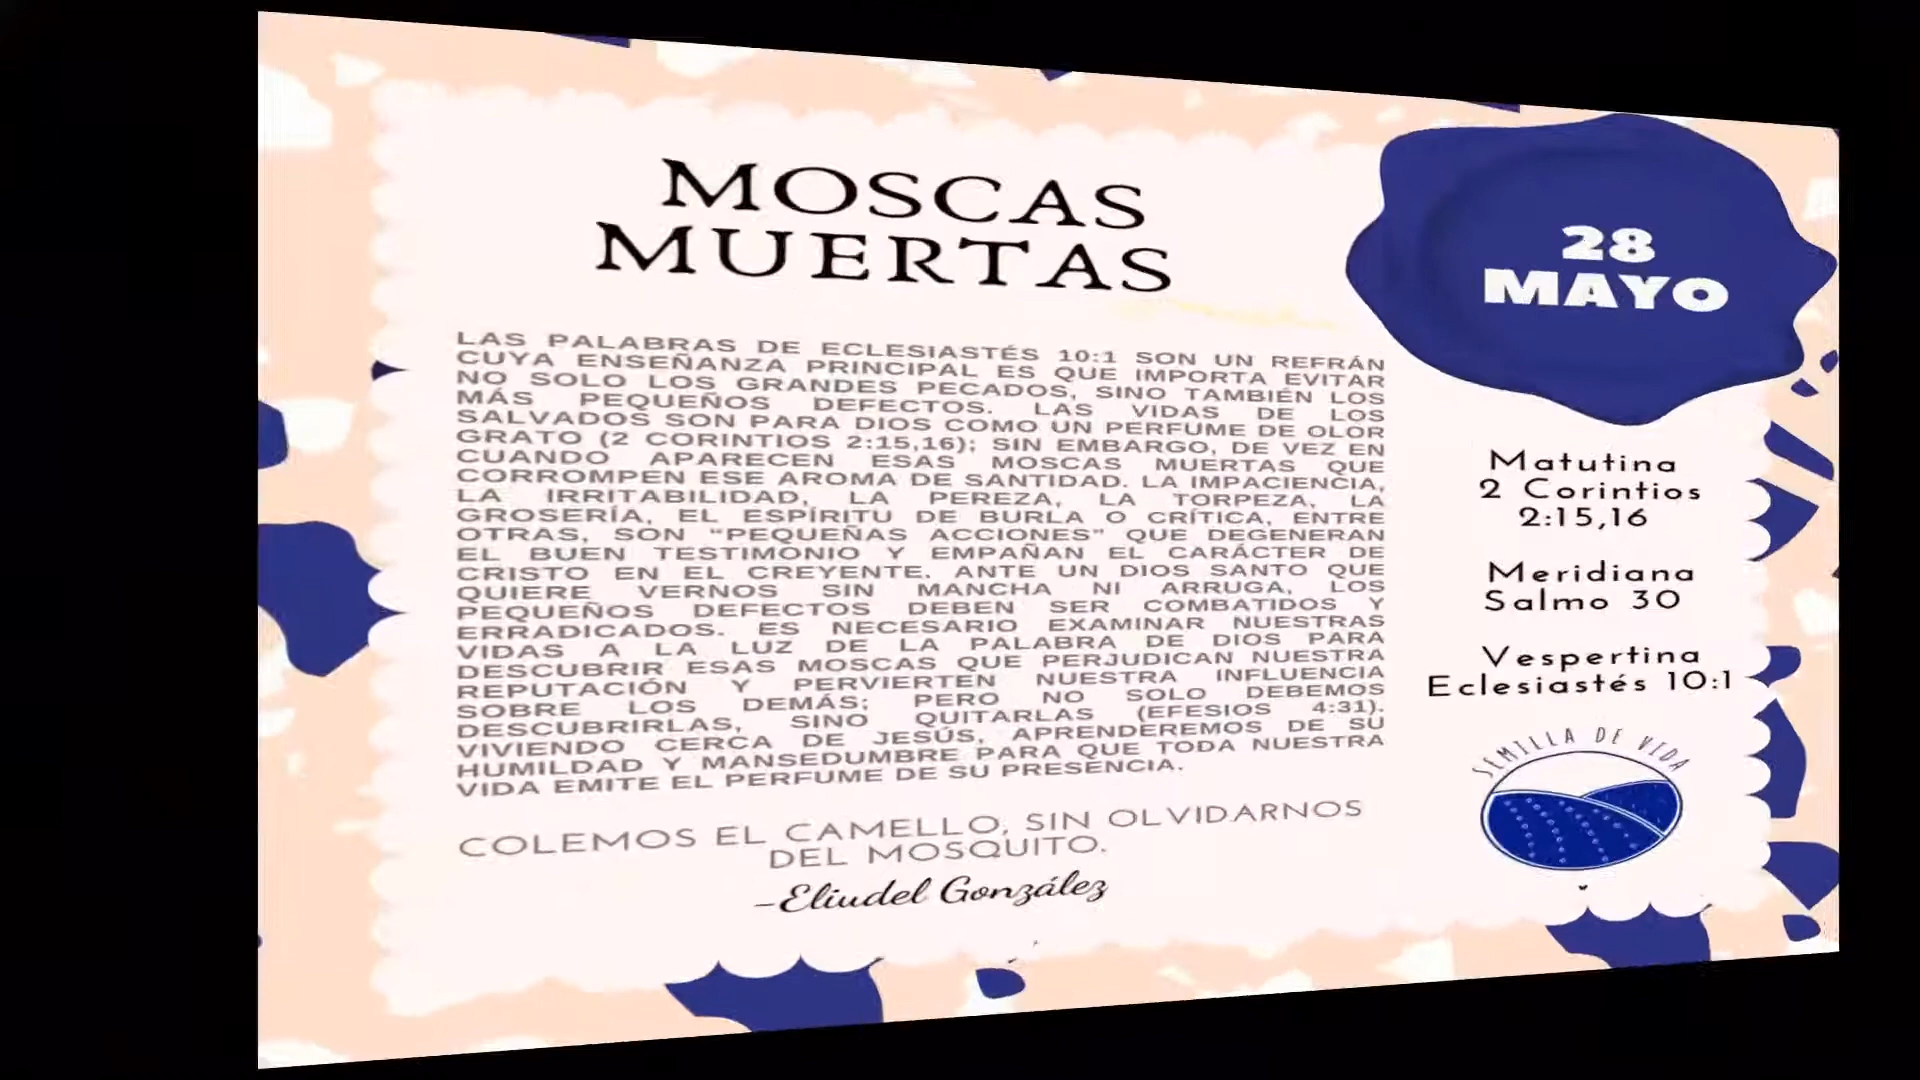 MOSCAS
MUERTAS
28
MAYO
LAS PALABRAS DE ECLESIASTÉS 10:1 SON UN REFRÁN
CUYA ENSEÑANZA PRINCIPAL ES QUE IMPORTA EVITAR
NO SOLO LOS GRANDES PECADOS, SINO TAMBIÉN LOS
MÁS PEQUEÑOS DEFECTOS. LAS VIDAS DE LOS
SALVADOS SON PARA DIOS COMO UN PERFUME DE OLOR
GRATO (2 CORINTIOS 2:15,16); SIN EMBARGO, DE VEZ EN
CUANDO APARECEN ESAS MOSCAS MUERTAS QUE
CORROMPEN ESE AROMA DE SANTIDAD. LA IMPACIENCIA,
LA IRRITABILIDAD, LA PEREZA, LA TORPEZA, LA
GROSERÍA, EL ESPÍRITU DE BURLA O CRÍTICA, ENTRE
OTRAS, SON “PEQUEÑAS ACCIONES” QUE DEGENERAN
EL BUEN TESTIMONIO Y EMPAÑAN EL CARÁCTER DE
CRISTO EN EL CREYENTE. ANTE UN DIOS SANTO QUE
QUIERE VERNOS SIN MANCHA NI ARRUGA, LOS
PEQUEÑOS DEFECTOS DEBEN SER COMBATIDOS Y
ERRADICADOS. ES NECESARIO EXAMINAR NUESTRAS
VIDAS A LA LUZ DE LA PALABRA DE DIOS PARA
DESCUBRIR ESAS MOSCAS QUE PERJUDICAN NUESTRA
REPUTACIÓN Y PERVIERTEN NUESTRA INFLUENCIA
SOBRE LOS DEMÁS; PERO NO SOLO DEBEMOS
DESCUBRIRLAS, SINO QUITARLAS (EFESIOS 4:31).
VIVIENDO CERCA DE JESÚS, APRENDEREMOS DE SU
HUMILDAD Y MANSEDUMBRE PARA QUE TODA NUESTRA
VIDA EMITE EL PERFUME DE SU PRESENCIA.
COLEMOS EL CAMELLO, SIN OLVIDARNOS
DEL MOSQUITO.
–Eliudel González
Matutina
2 Corintios
2:15,16
Meridiana
Salmo 30
Vespertina
Eclesiastés 10:1
SEMILLA DE VIDA